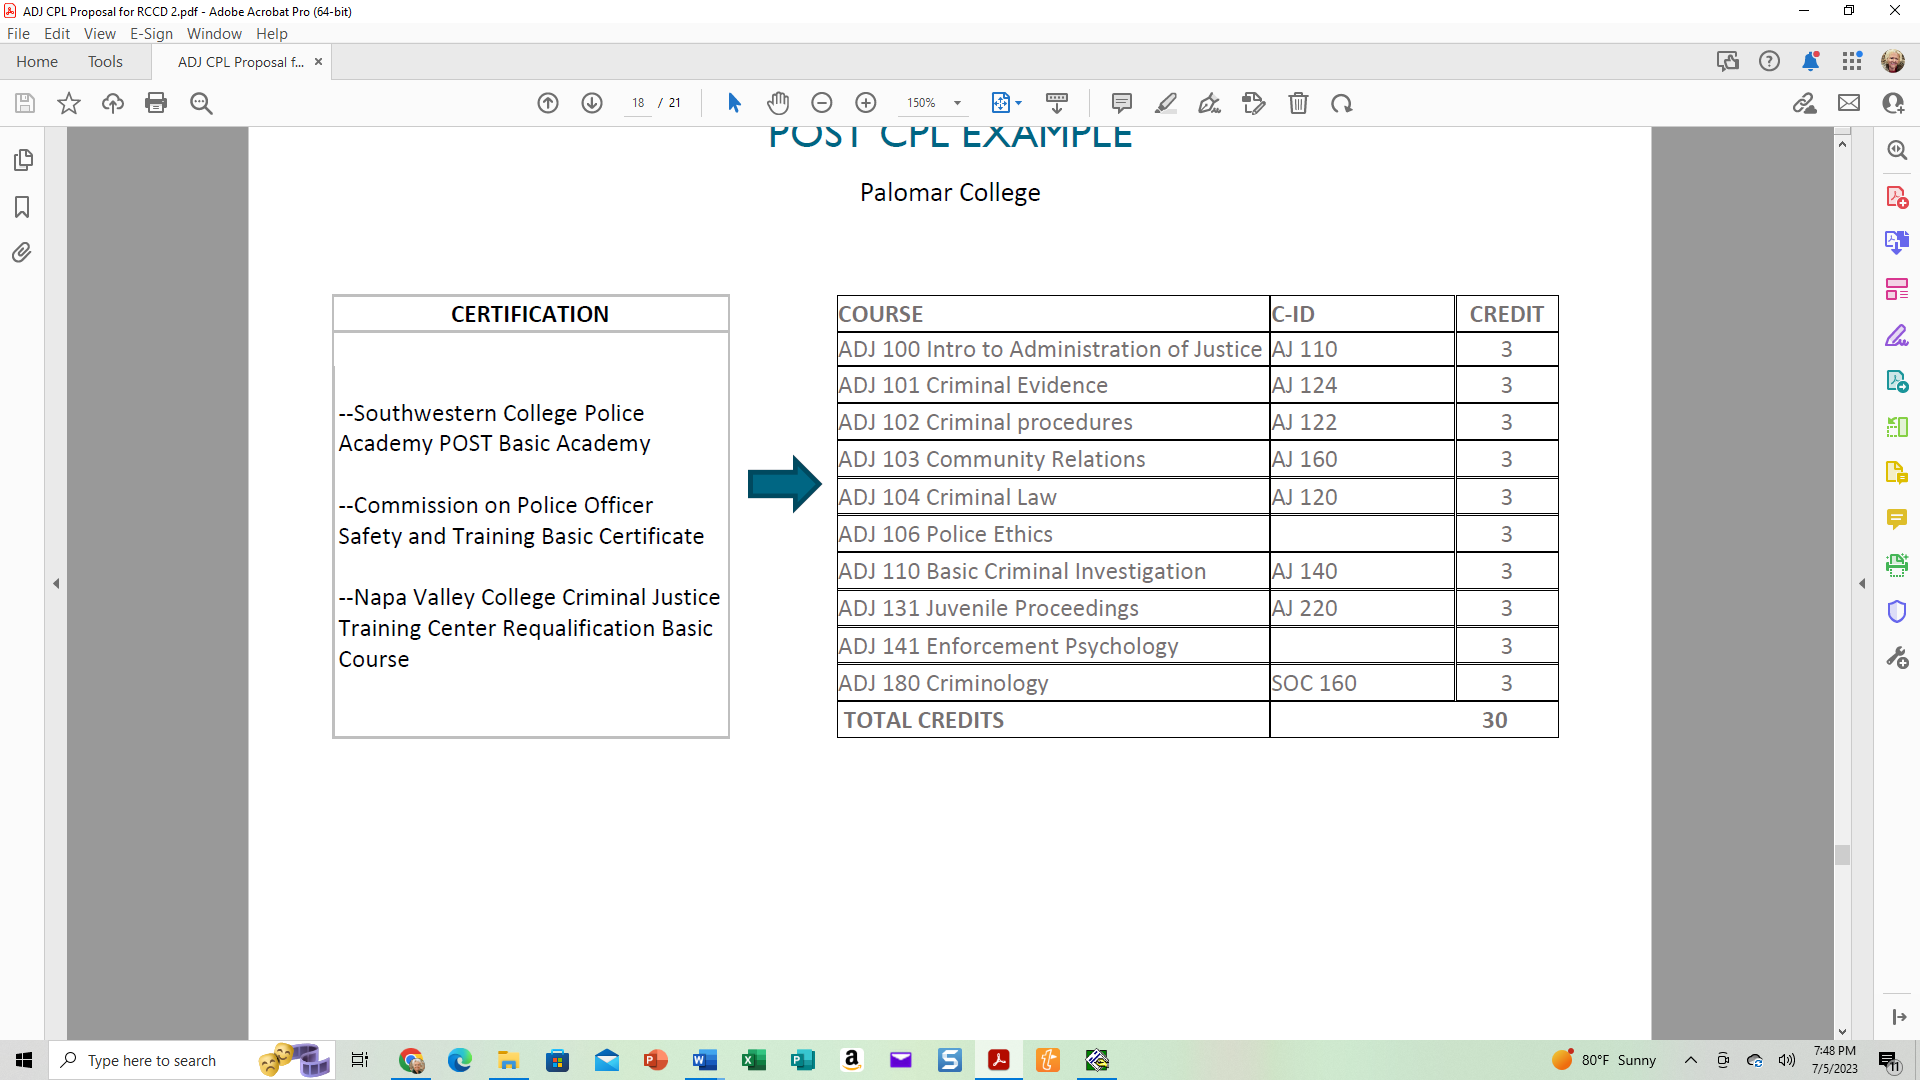 ADJ CPL Proposal for RCCD 2.pdf - Adobe Acrobat Pro (64-bit)
File Edit View E-Sign Window Help
Home Tools ADJ CPL Proposal f... ×
18 / 21 150%
POST CPL EXAMPLE
Palomar College
CERTIFICATION
--Southwestern College Police
Academy POST Basic Academy
--Commission on Police Officer
Safety and Training Basic Certificate
--Napa Valley College Criminal Justice
Training Center Requalification Basic
Course
COURSE C-ID CREDIT
ADJ 100 Intro to Administration of Justice AJ 110 3
ADJ 101 Criminal Evidence AJ 124 3
ADJ 102 Criminal procedures AJ 122 3
ADJ 103 Community Relations AJ 160 3
ADJ 104 Criminal Law AJ 120 3
ADJ 106 Police Ethics 3
ADJ 110 Basic Criminal Investigation AJ 140 3
ADJ 131 Juvenile Proceedings AJ 220 3
ADJ 141 Enforcement Psychology 3
ADJ 180 Criminology SOC 160 3
TOTAL CREDITS 30
Type here to search
80°F Sunny
7:48 PM
7/5/2023
11